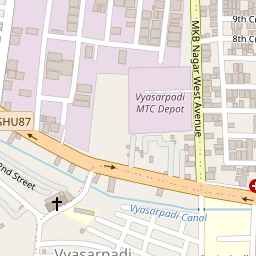 9th C
8th C
MKB Nagar West Avenue
Vyasarpadi
MTC Depot
SHU87
2nd Street
Vyasarpadi Canal
Vyasarpadi